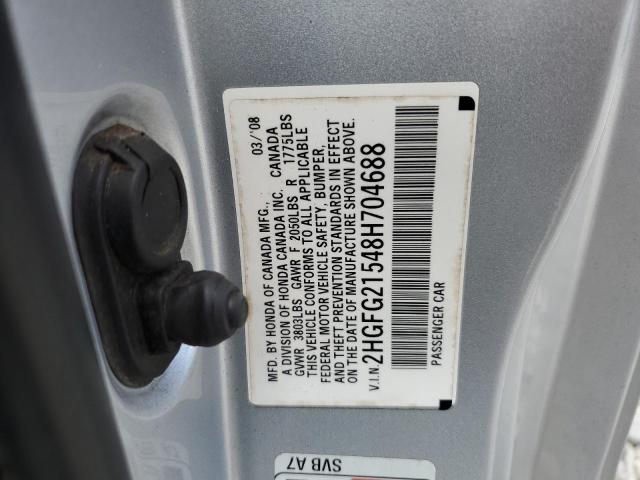 MFD. BY HONDA OF CANADA MFG., 03/'08
A DIVISION OF HONDA CANADA INC. CANADA
GVWR 3803LBS GAWR F 2050LBS R 1775LBS
THIS VEHICLE CONFORMS TO ALL APPLICABLE
FEDERAL MOTOR VEHICLE SAFETY, BUMPER,
AND THEFT PREVENTION STANDARDS IN EFFECT
ON THE DATE OF MANUFACTURE SHOWN ABOVE.
V.I.N. 2HGFG21548H704688
PASSENGER CAR
SVB A7